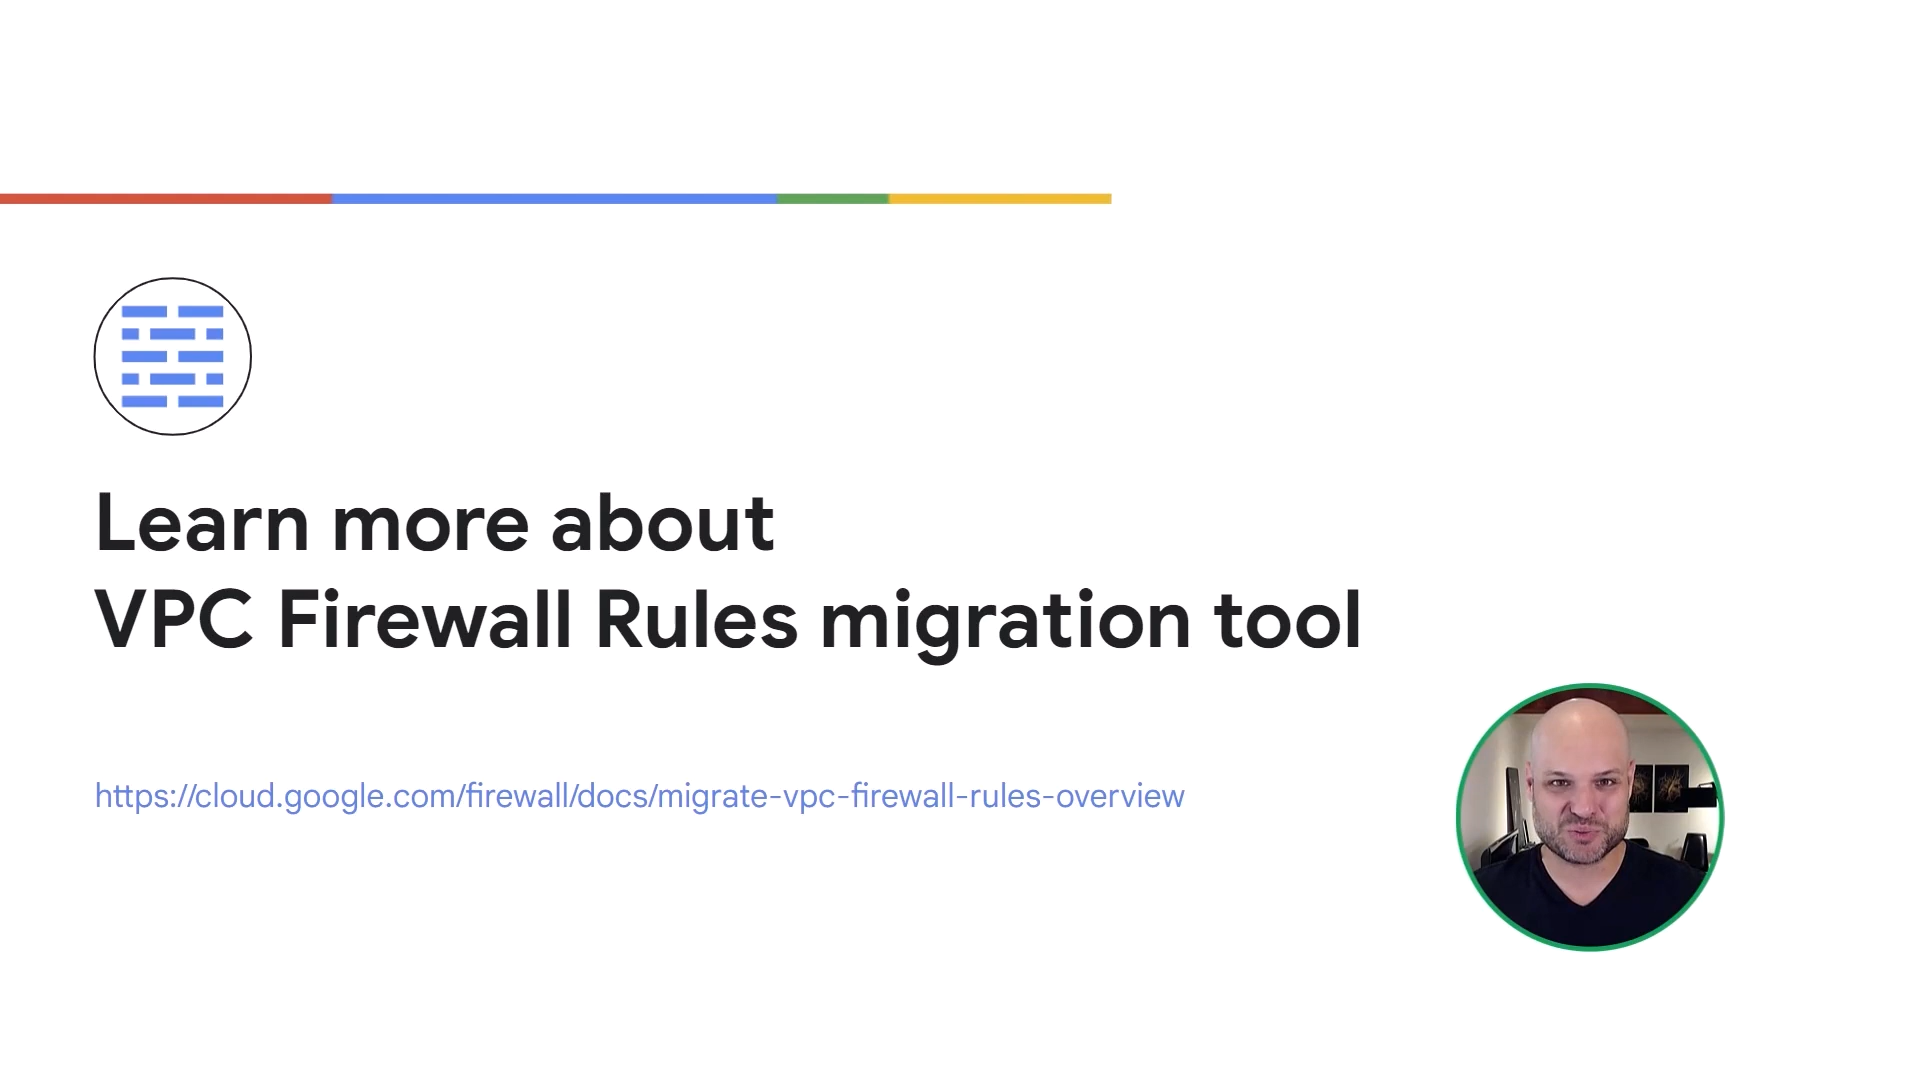 Learn more about
VPC Firewall Rules migration tool
https://cloud.google.com/firewall/docs/migrate-vpc-firewall-rules-overview